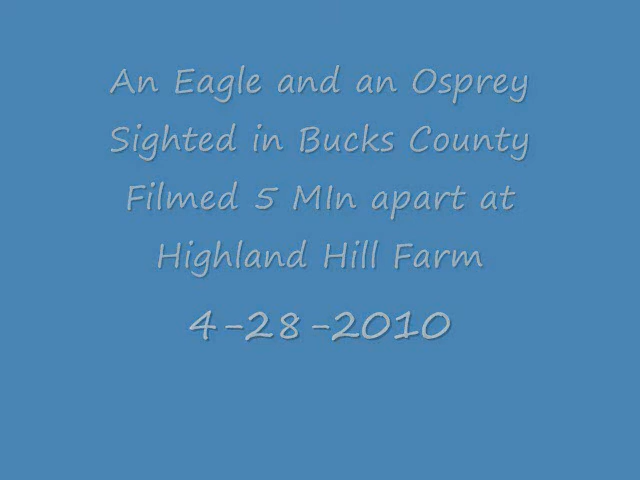 An Eagle and an Osprey
Sighted in Bucks County
Filmed 5 MIn apart at
Highland Hill Farm
4-28-2010